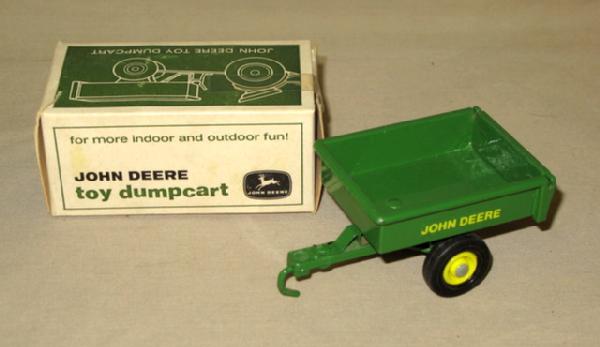 JOHN DEERE TOY DUMPCART
for more indoor and outdoor fun!
JOHN DEERE
toy dumpcart
JOHN DEERE
JOHN DEERE